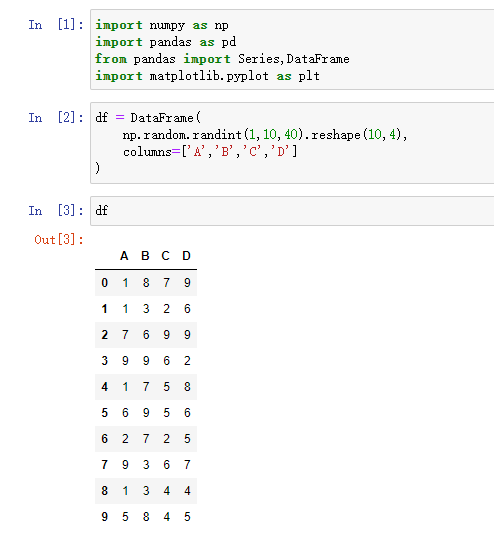 In [1]: import numpy as np
import pandas as pd
from pandas import Series,DataFrame
import matplotlib.pyplot as plt
In [2]: df = DataFrame(
np.random.randint(1,10,40).reshape(10,4),
columns=['A','B','C','D']
)
In [3]: df
Out[3]:
A B C D
0 1 8 7 9
1 1 3 2 6
2 7 6 9 9
3 9 9 6 2
4 1 7 5 8
5 6 9 5 6
6 2 7 2 5
7 9 3 6 7
8 1 3 4 4
9 5 8 4 5